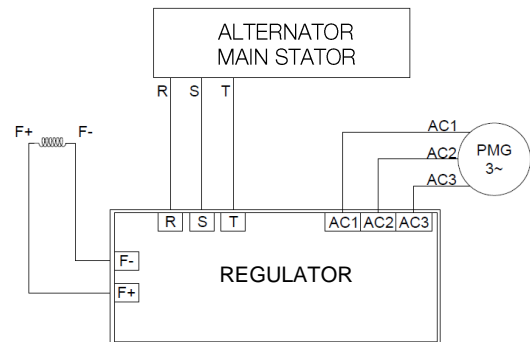 ALTERNATOR
MAIN STATOR
R S T
F+ F-
AC1
AC2
AC3
PMG
3~
R S T AC1 AC2 AC3
F-
F+
REGULATOR